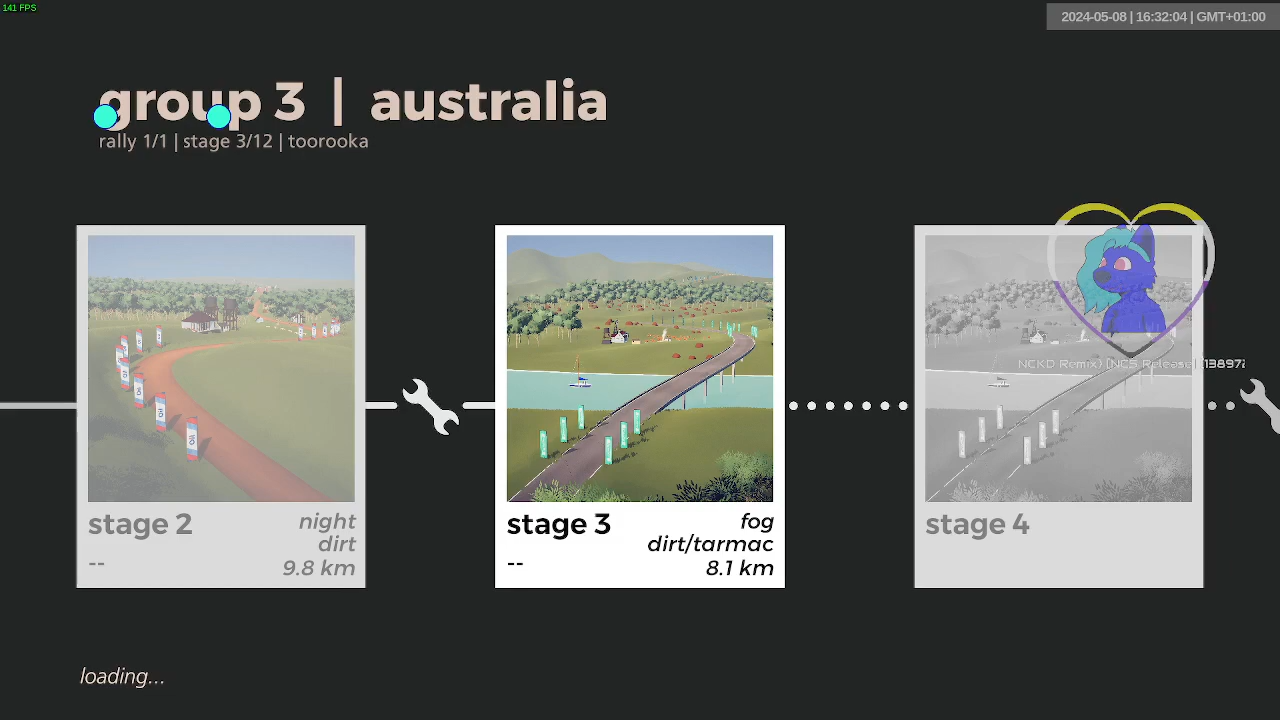 141 FPS
2024-05-08 | 16:32:04 | GMT+01:00
group 3 | australia
rally 1/1 | stage 3/12 | toorooka
NCKD Remix) [NCS Release]
stage 2
night
dirt
--
9.8 km
stage 3
fog
dirt/tarmac
--
8.1 km
stage 4
loading...